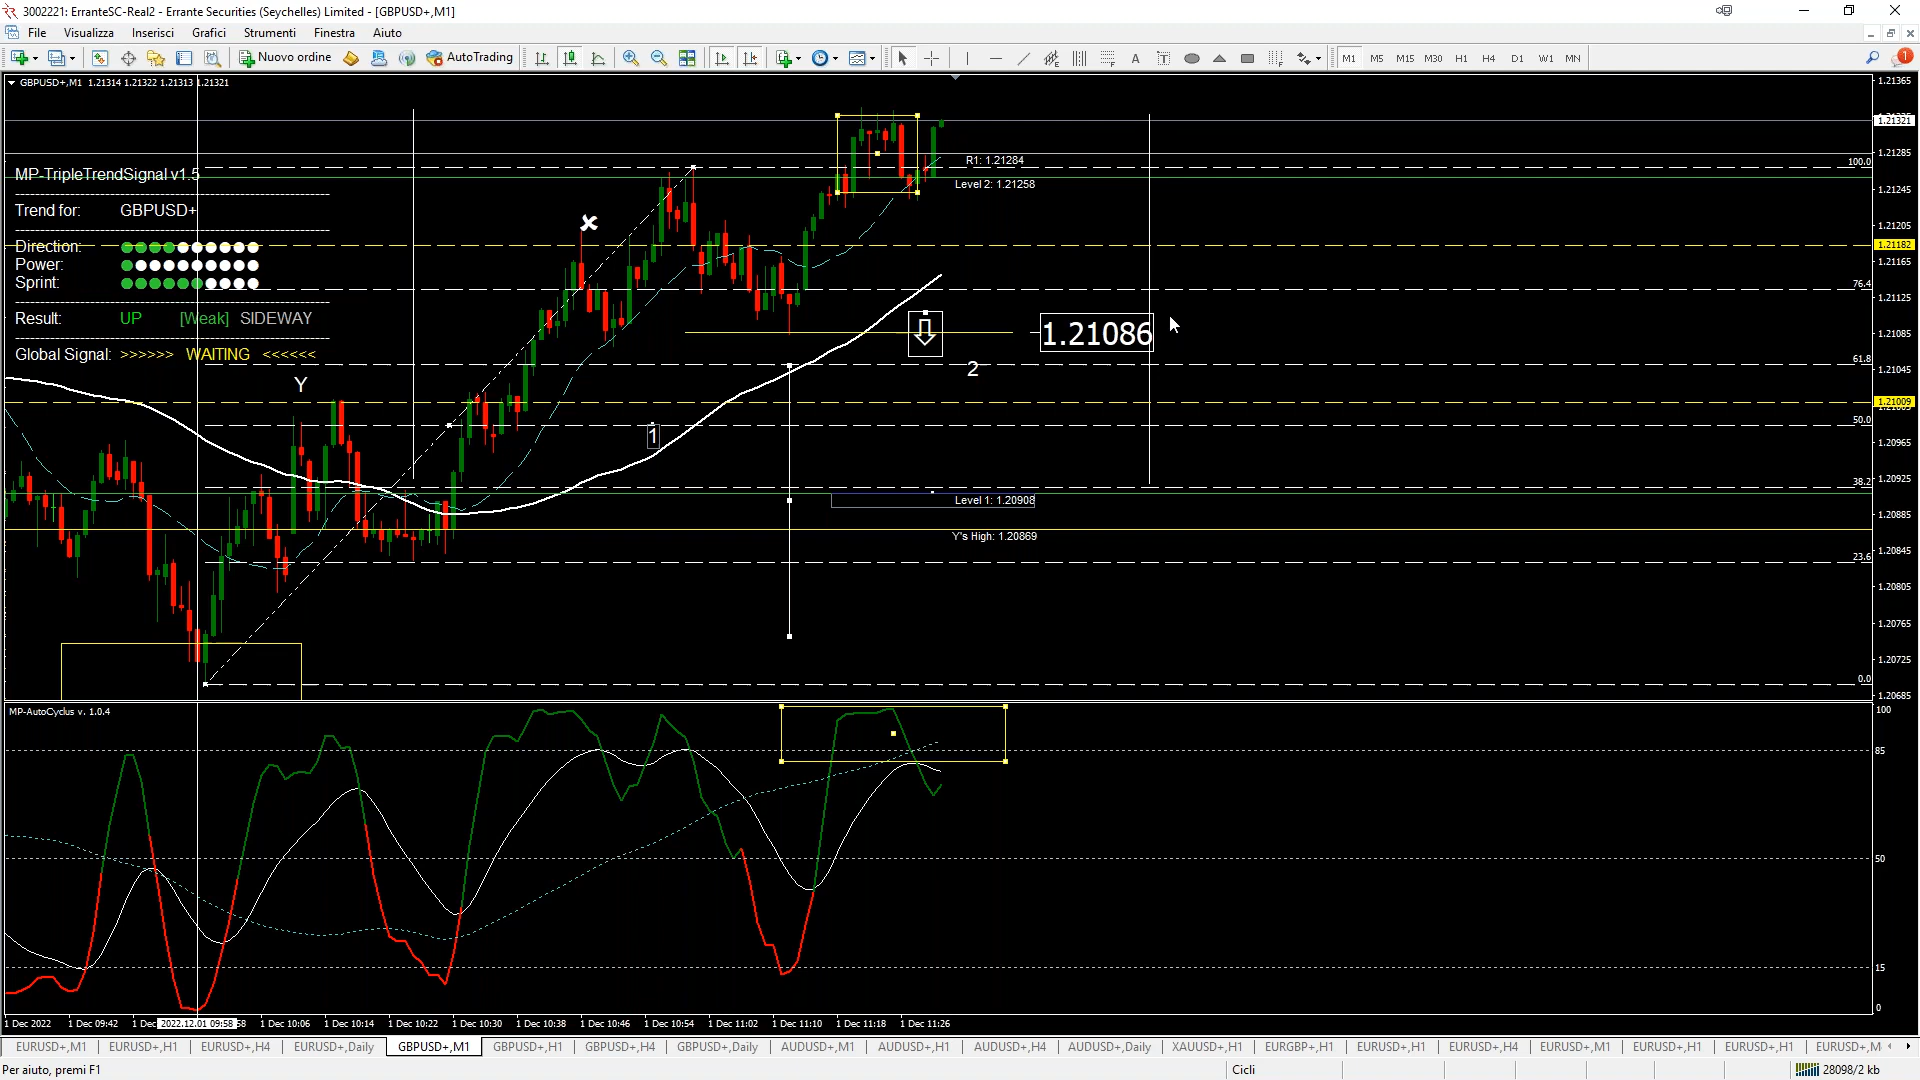 3002221: ErranteSC-Real2 - Errante Securities (Seychelles) Limited - [GBPUSD+,M1]
File Visualizza Inserisci Grafici Strumenti Finestra Aiuto
Nuovo ordine AutoTrading A T M1 M5 M15 M30 H1 H4 D1 W1 MN 1
GBPUSD+,M1 1.21314 1.21322 1.21313 1.21321
1.21365
1.21321
1.21285
R1: 1.21284
100.0
MP-TripleTrendSignal v1.5
Level 2: 1.21258
1.21245
Trend for: GBPUSD+
1.21205
Direction:
1.21182
Power:
1.21165
Sprint:
76.4
1.21125
Result: UP [Weak] SIDEWAY
1.21086
1.21085
Global Signal: >>>>>> WAITING <<<<<<
61.8
2
1.21045
Y
1.21009
50.0
1
1.20965
38.2
1.20925
Level 1: 1.20908
1.20885
Y's High: 1.20869
23.6
1.20845
1.20805
1.20765
1.20725
0.0
1.20685
MP-AutoCyclus v. 1.0.4
100
85
50
15
0
1 Dec 2022 1 Dec 09:42 1 Dec 2022.12.01 09:58 58 1 Dec 10:06 1 Dec 10:14 1 Dec 10:22 1 Dec 10:30 1 Dec 10:38 1 Dec 10:46 1 Dec 10:54 1 Dec 11:02 1 Dec 11:10 1 Dec 11:18 1 Dec 11:26
EURUSD+,M1 EURUSD+,H1 EURUSD+,H4 EURUSD+,Daily GBPUSD+,M1 GBPUSD+,H1 GBPUSD+,H4 GBPUSD+,Daily AUDUSD+,M1 AUDUSD+,H1 AUDUSD+,H4 AUDUSD+,Daily XAUUSD+,H1 EURGBP+,H1 EURUSD+,H1 EURUSD+,H4 EURUSD+,M1 EURUSD+,H1 EURUSD+,H1 EURUSD+,M
Per aiuto, premi F1 Cicli 28098/2 kb